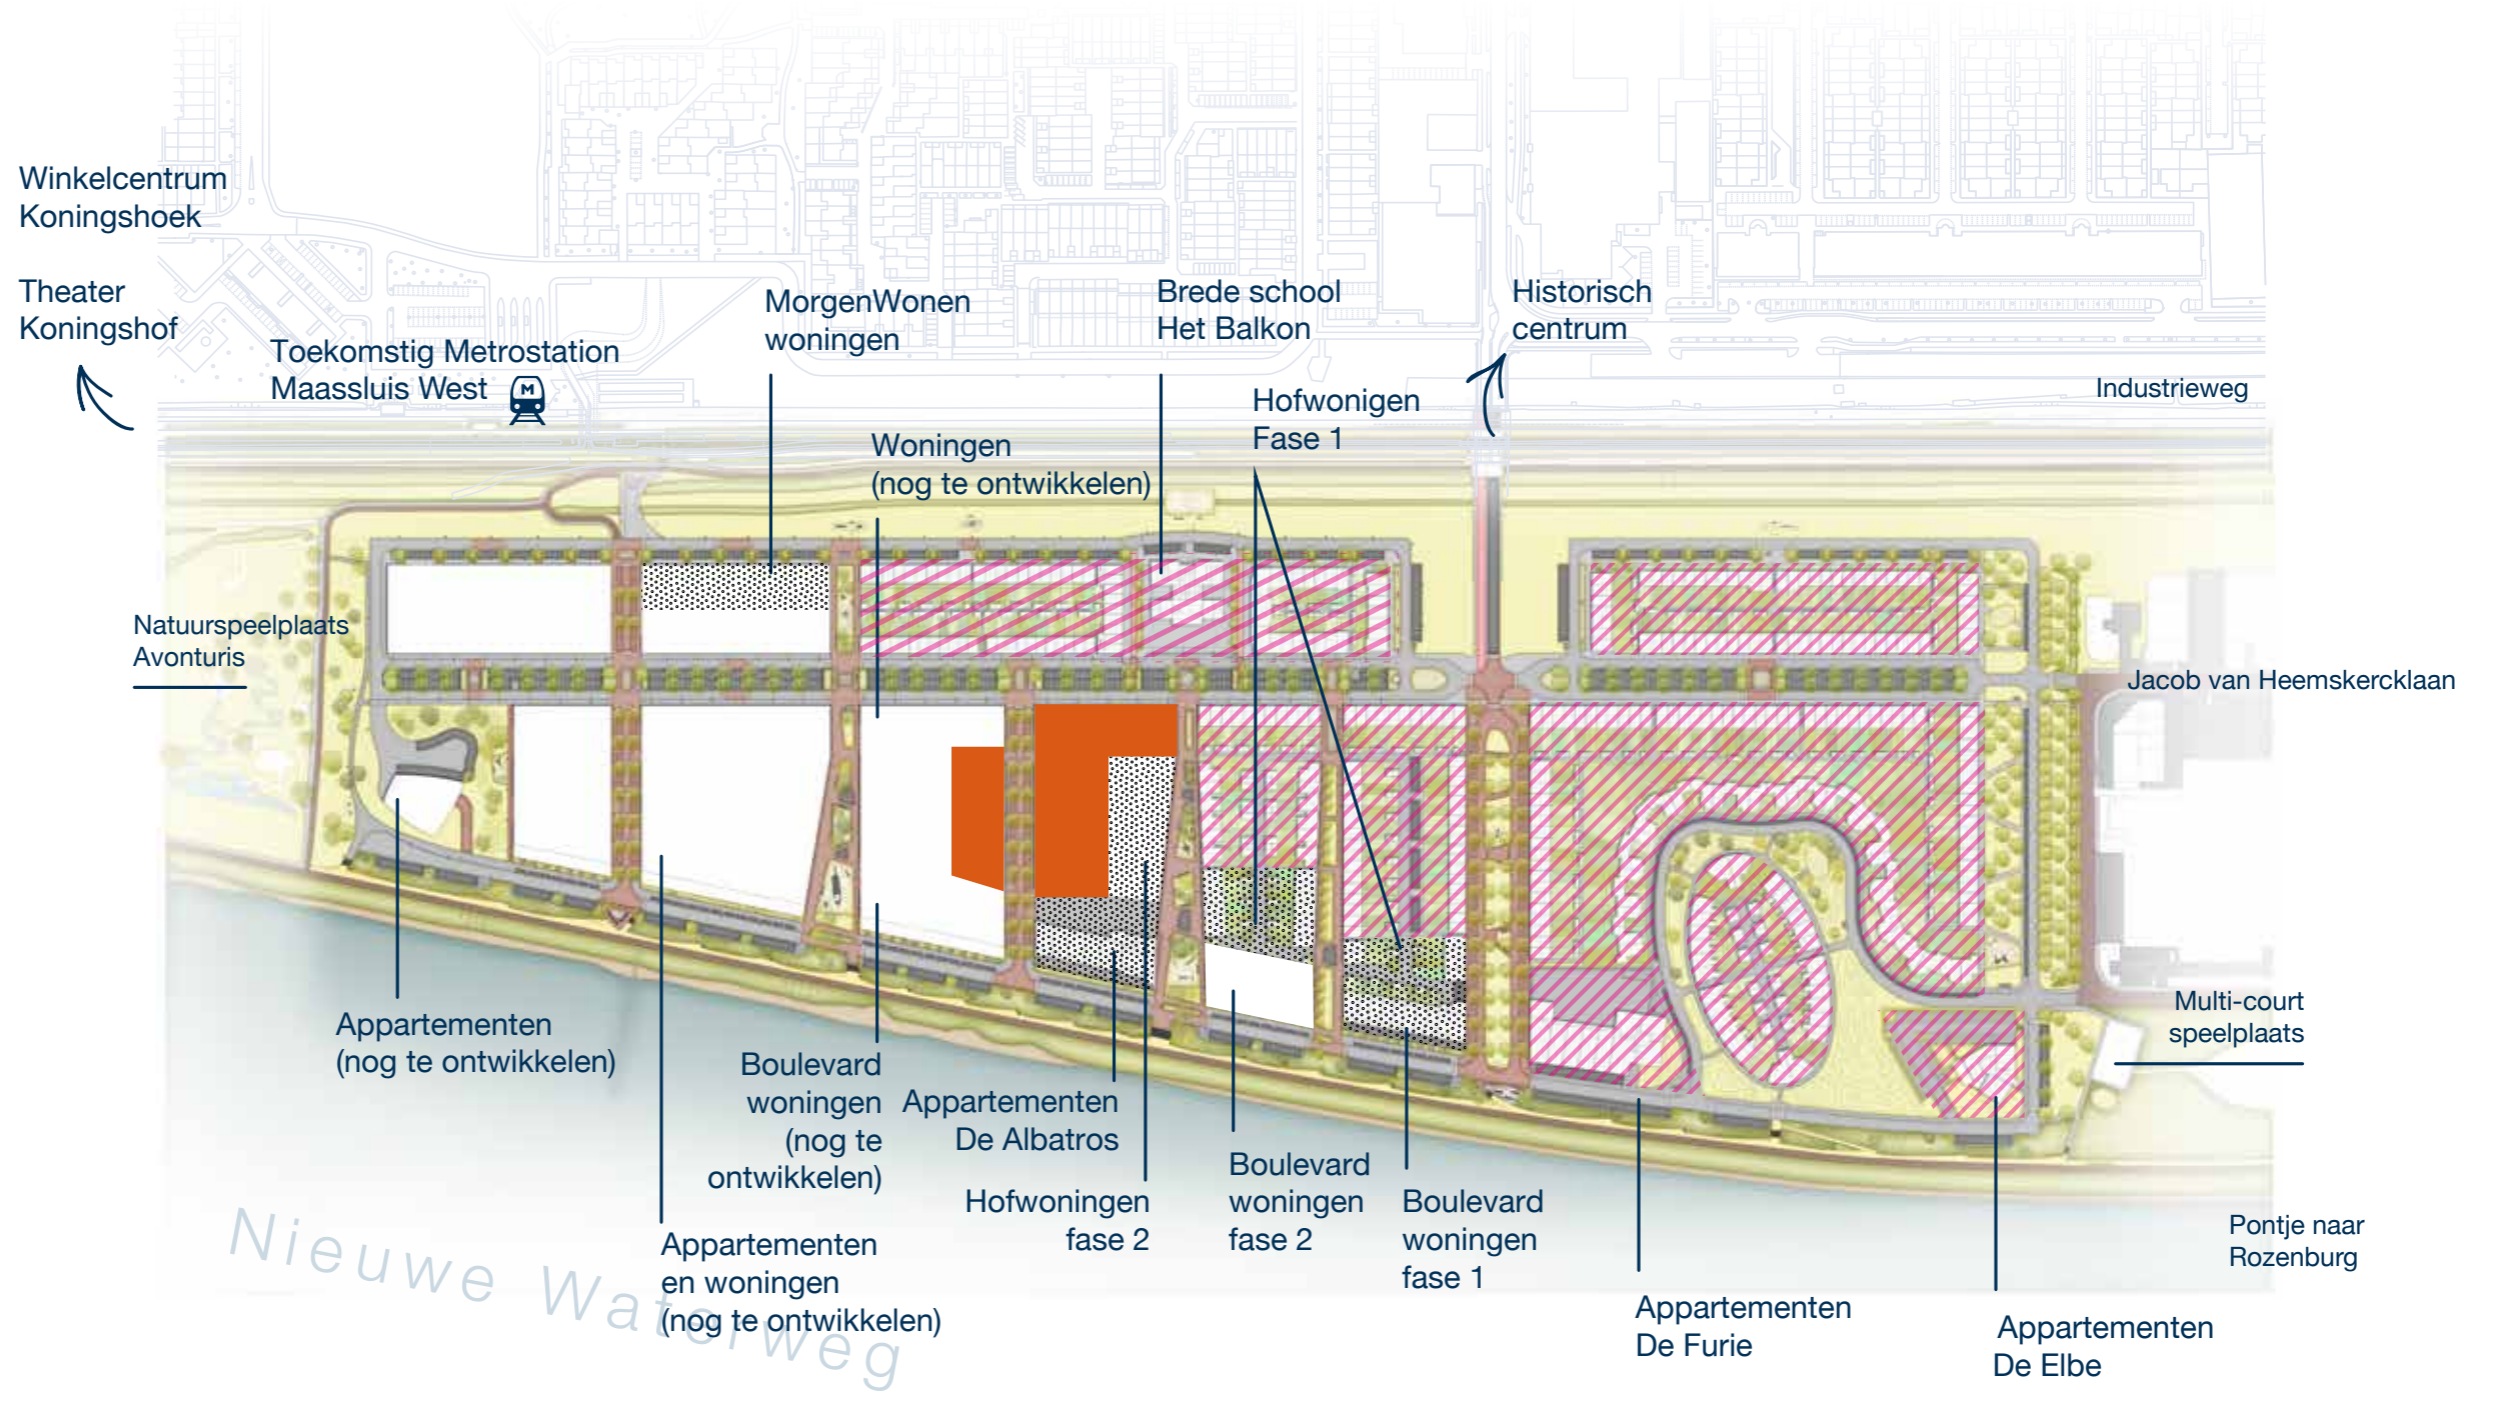 Winkelcentrum
Koningshoek
Theater
Koningshof
Toekomstig Metrostation
Maassluis West
M
MorgenWonen
woningen
Woningen
(nog te ontwikkelen)
Brede school
Het Balkon
Hofwonigen
Fase 1
Historisch
centrum
Industrieweg
Natuurspeelplaats
Avonturis
Jacob van Heemskercklaan
Multi-court
speelplaats
Appartementen
(nog te ontwikkelen)
Boulevard
woningen
(nog te
ontwikkelen)
Appartementen
De Albatros
Hofwoningen
fase 2
Boulevard
woningen
fase 2
Boulevard
woningen
fase 1
Appartementen
en woningen
(nog te ontwikkelen)
Appartementen
De Furie
Appartementen
De Elbe
Pontje naar
Rozenburg
Nieuwe Waterweg